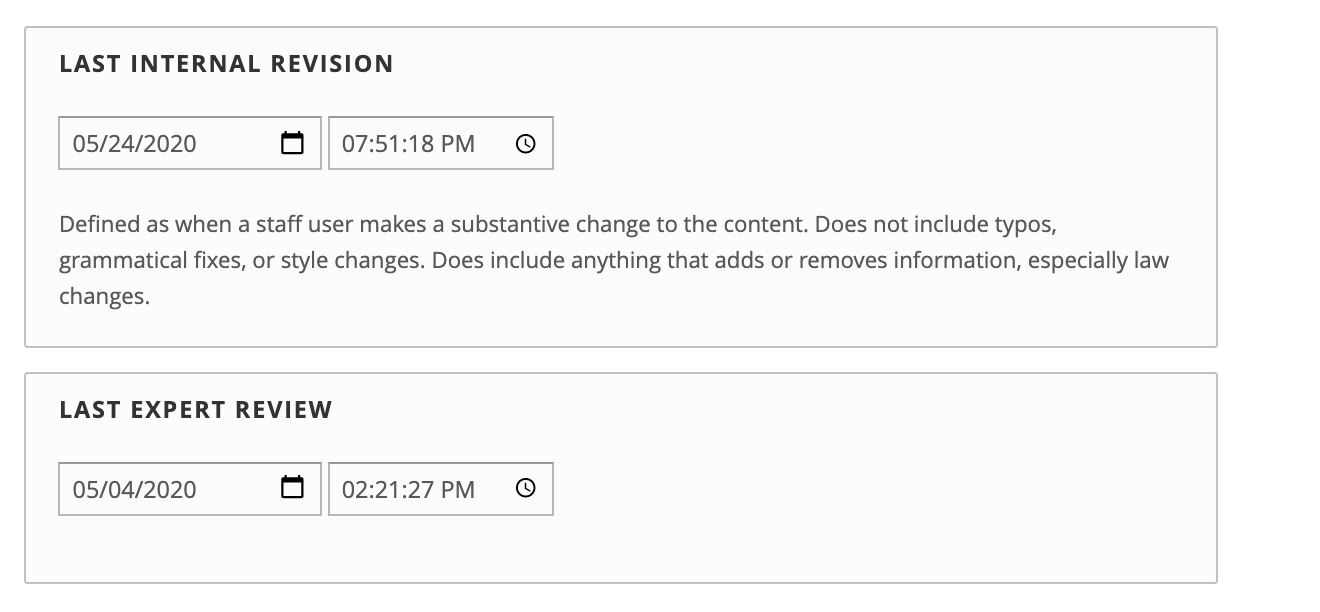 LAST INTERNAL REVISION
05/24/2020 07:51:18 PM
Defined as when a staff user makes a substantive change to the content. Does not include typos,
grammatical fixes, or style changes. Does include anything that adds or removes information, especially law
changes.
LAST EXPERT REVIEW
05/04/2020 02:21:27 PM